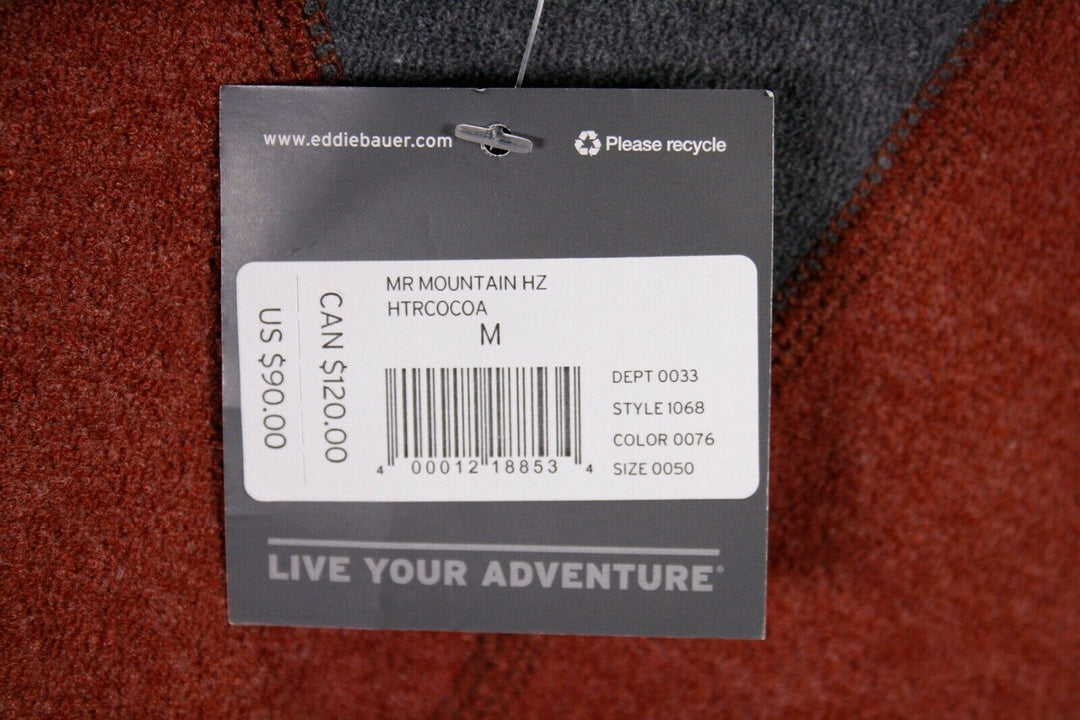 www.eddiebauer.com
Please recycle
MR MOUNTAIN HZ
HTRCOCOA
M
CAN $120.00
US $90.00
DEPT 0033
STYLE 1068
COLOR 0076
SIZE 0050
4 00012 18853 4
LIVE YOUR ADVENTURE®